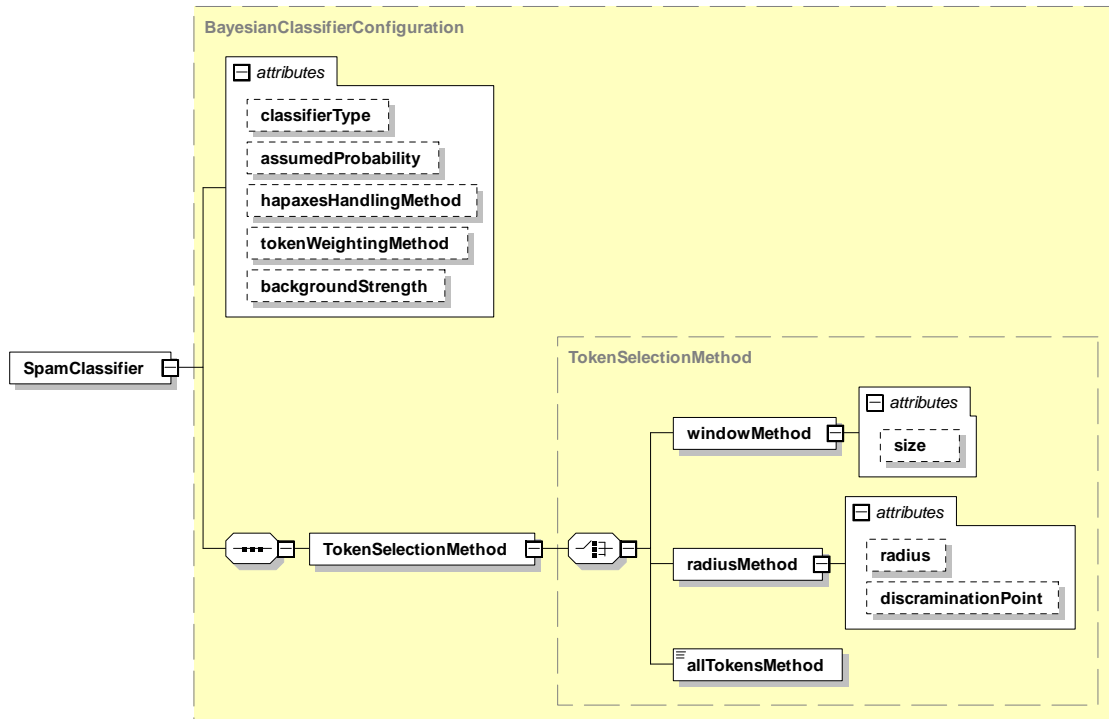 BayesianClassifierConfiguration
attributes
classifierType
assumedProbability
hapaxesHandlingMethod
tokenWeightingMethod
backgroundStrength
SpamClassifier
TokenSelectionMethod
TokenSelectionMethod
windowMethod
attributes
size
radiusMethod
attributes
radius
discraminationPoint
allTokensMethod